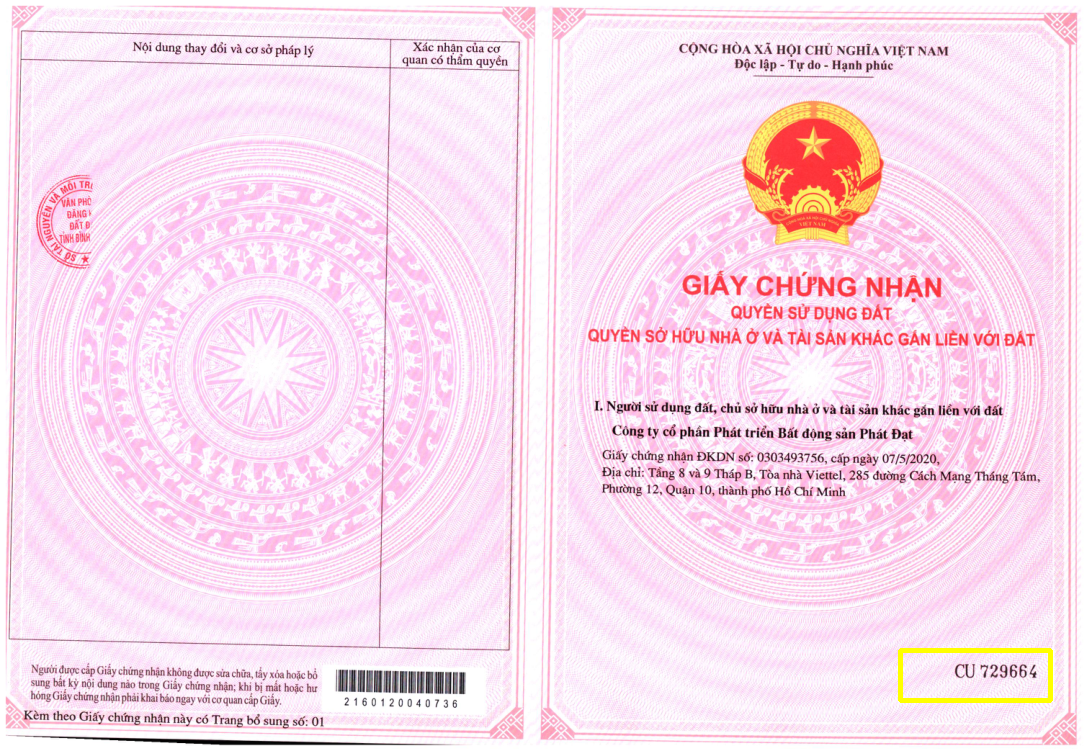 Nội dung thay đổi và cơ sở pháp lý
Xác nhận của cơ
quan có thẩm quyền
SỞ TÀI NGUYÊN VÀ MÔI
VĂN
ĐĂNG
ĐẤT
TỈNH BÌNH
Người được cấp Giấy chứng nhận không được sửa chữa, tẩy xóa hoặc bổ
sung bất kỳ nội dung nào trong Giấy chứng nhận; khi bị mất hoặc hư
hỏng Giấy chứng nhận phải khai báo ngay với cơ quan cấp Giấy.
2160120040736
Kèm theo Giấy chứng nhận này có Trang bổ sung số: 01
CỘNG HÒA XÃ HỘI CHỦ NGHĨA VIỆT NAM
Độc lập - Tự do - Hạnh phúc
VIỆT NAM
GIẤY CHỨNG NHẬN
QUYỀN SỬ DỤNG ĐẤT
QUYỀN SỞ HỮU NHÀ Ở VÀ TÀI SẢN KHÁC GẮN LIỀN VỚI ĐẤT
I. Người sử dụng đất, chủ sở hữu nhà ở và tài sản khác gắn liền với đất
Công ty cổ phần Phát triển Bất động sản Phát Đạt
Giấy chứng nhận ĐKDN số: 0303493756, cấp ngày 07/5/2020,
Địa chỉ: Tầng 8 và 9 Tháp B, Tòa nhà Viettel, 285 đường Cách Mạng Tháng Tám,
Phường 12, Quận 10, thành phố Hồ Chí Minh
CU 729664